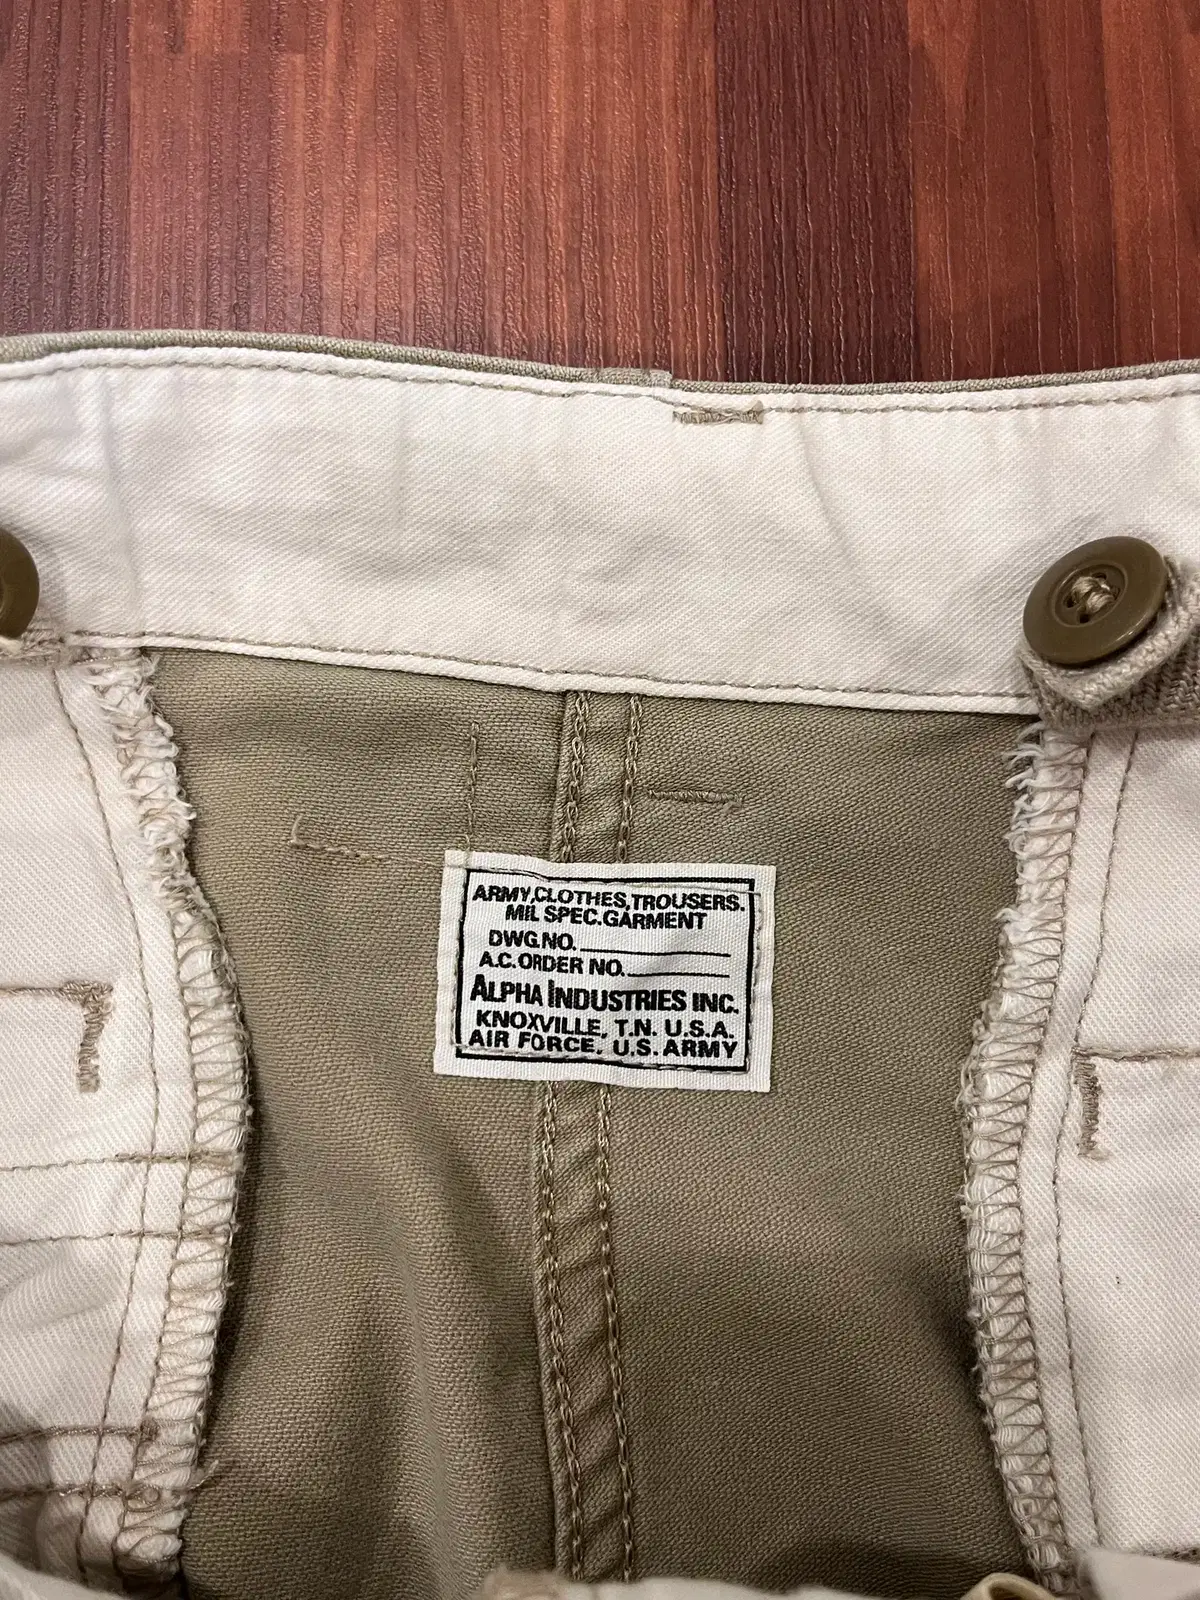 ARMY,CLOTHES,TROUSERS.
MIL SPEC.GARMENT
DWG.NO.
A.C.ORDER NO.
ALPHA INDUSTRIES INC.
KNOXVILLE, T.N. U.S.A.
AIR FORCE, U.S. ARMY